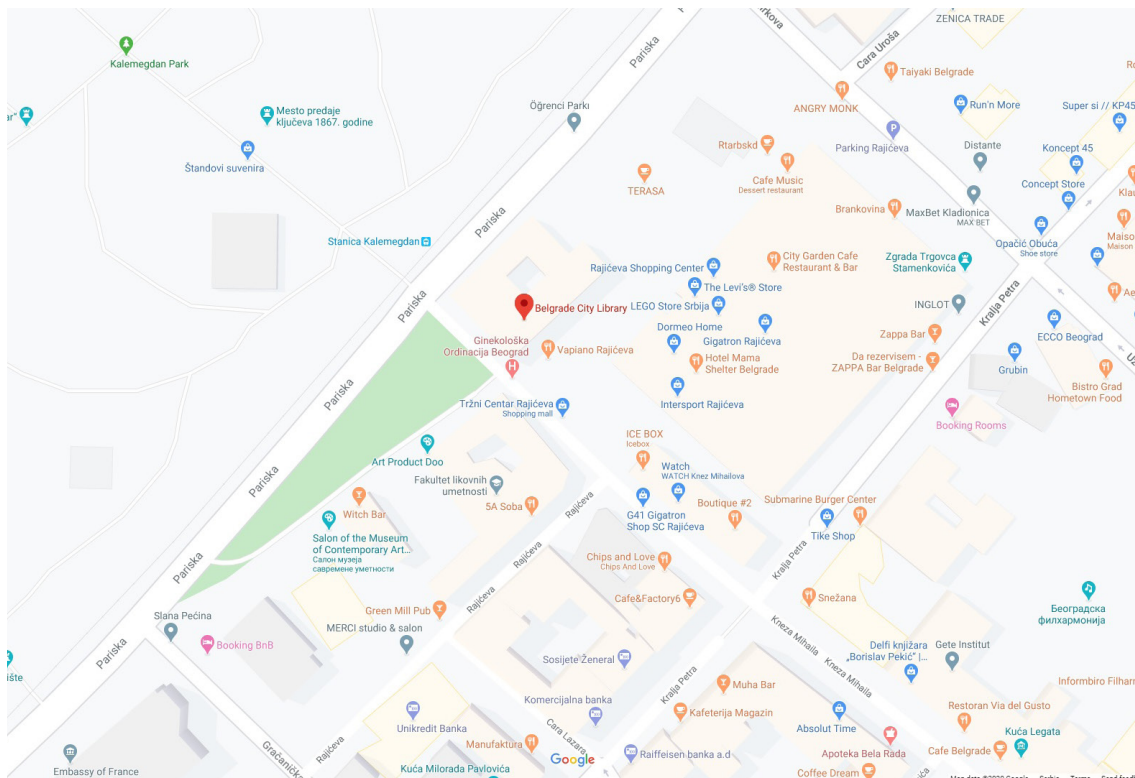 ZENICA TRADE
Cara Uroša
Taiyaki Belgrade
Kalemegdan Park
Mesto predaje
ključeva 1867. godine
Öğrenci Parkı
ANGRY MONK
Run'n More
Super si // KP45
Štandovi suvenira
Rtarbskd
Parking Rajićeva
Distante
Koncept 45
Cafe Music
Dessert restaurant
TERASA
Concept Store
Brankovina
MaxBet Kladionica
MAX BET
Pariska
Opačić Obuća
Shoe store
Maison
Maison
Stanica Kalemegdan
City Garden Cafe
Restaurant & Bar
Zgrada Trgovca
Stamenkovića
Rajićeva Shopping Center
The Levi's® Store
Pariska
Belgrade City Library
LEGO Store Srbija
INGLOT
Kralja Petra
Dormeo Home
Gigatron Rajićeva
Zappa Bar
ECCO Beograd
Ginekološka
Ordinacija Beograd
Vapiano Rajićeva
Hotel Mama
Shelter Belgrade
Da rezervisem -
ZAPPA Bar Belgrade
Grubin
Bistro Grad
Hometown Food
Pariska
Tržni Centar Rajićeva
Shopping mall
Intersport Rajićeva
Booking Rooms
ICE BOX
Icebox
Art Product Doo
Watch
WATCH Knez Mihailova
Fakultet likovnih
umetnosti
Pariska
5A Soba
Rajićeva
G41 Gigatron
Shop SC Rajićeva
Boutique #2
Submarine Burger Center
Witch Bar
Tike Shop
Salon of the Museum
of Contemporary Art...
Салон музеја
савремене уметности
Kralja Petra
Chips and Love
Chips And Love
Pariska
Rajićeva
Cafe&Factory6
Snežana
Београдска
филхармонија
Green Mill Pub
Slana Pećina
MERCI studio & salon
Booking BnB
Pariska
Kneza Mihaila
Delfi knjižara
„Borislav Pekić” |...
Gete Institut
Sosijete Ženeral
Kralja Petra
Kneza Mihaila
Informbiro Filhar
Muha Bar
Komercijalna banka
Kafeterija Magazin
Restoran Via del Gusto
Unikredit Banka
Absolut Time
Rajićeva
Cara Lazara
Manufaktura
Kuća Legata
Gračanička
Raiffeisen banka a.d
Apoteka Bela Rada
Cafe Belgrade
Google
Embassy of France
Kuća Milorada Pavlovića
Coffee Dream